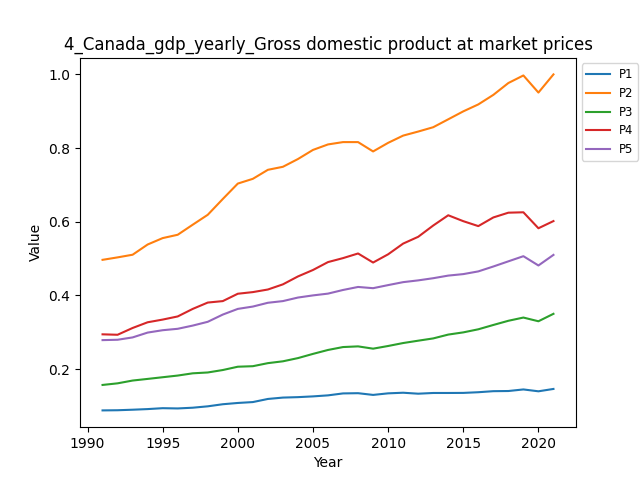 4_Canada_gdp_yearly_Gross domestic product at market prices
P1
P2
P3
P4
P5
1.0
0.8
0.6
0.4
0.2
Value
1990 1995 2000 2005 2010 2015 2020
Year